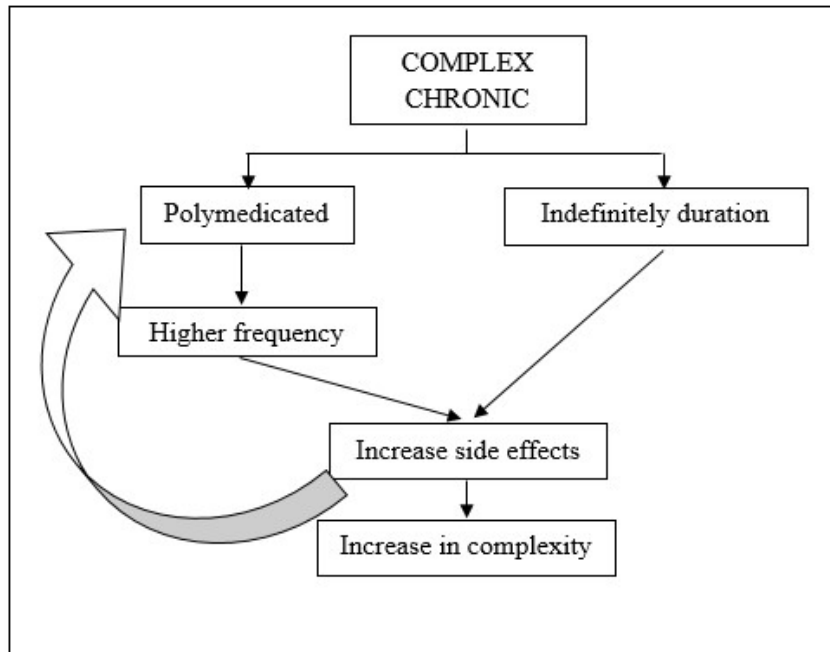 COMPLEX
CHRONIC
Polymedicated
Indefinitely duration
Higher frequency
Increase side effects
Increase in complexity